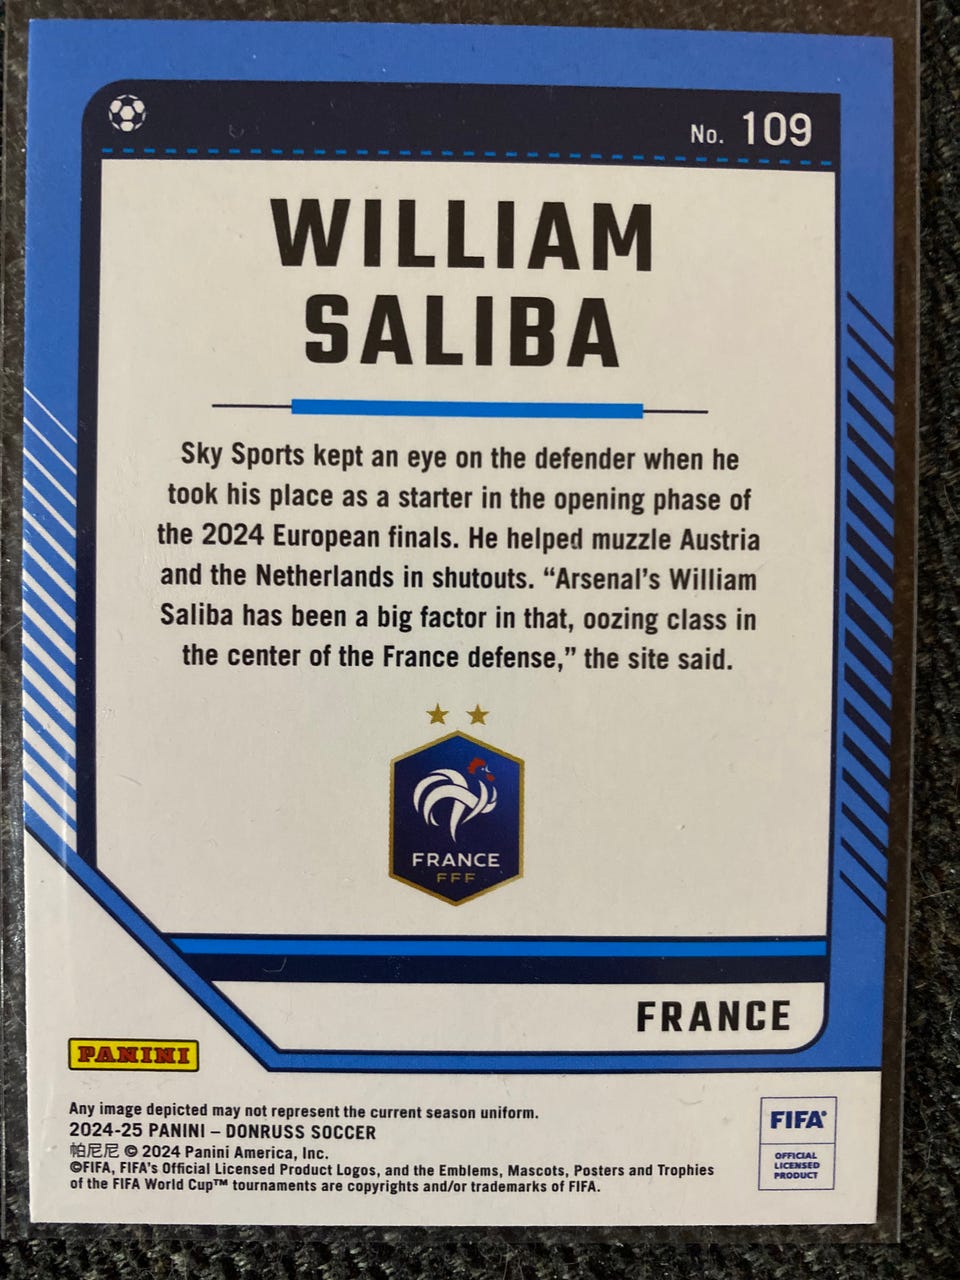 No. 109
WILLIAM
SALIBA
Sky Sports kept an eye on the defender when he
took his place as a starter in the opening phase of
the 2024 European finals. He helped muzzle Austria
and the Netherlands in shutouts. “Arsenal’s William
Saliba has been a big factor in that, oozing class in
the center of the France defense,” the site said.
FRANCE
FFF
FRANCE
PANINI
Any image depicted may not represent the current season uniform.
2024-25 PANINI – DONRUSS SOCCER
帕尼尼 © 2024 Panini America, Inc.
©FIFA, FIFA's Official Licensed Product Logos, and the Emblems, Mascots, Posters and Trophies
of the FIFA World Cup™ tournaments are copyrights and/or trademarks of FIFA.
FIFA®
OFFICIAL
LICENSED
PRODUCT